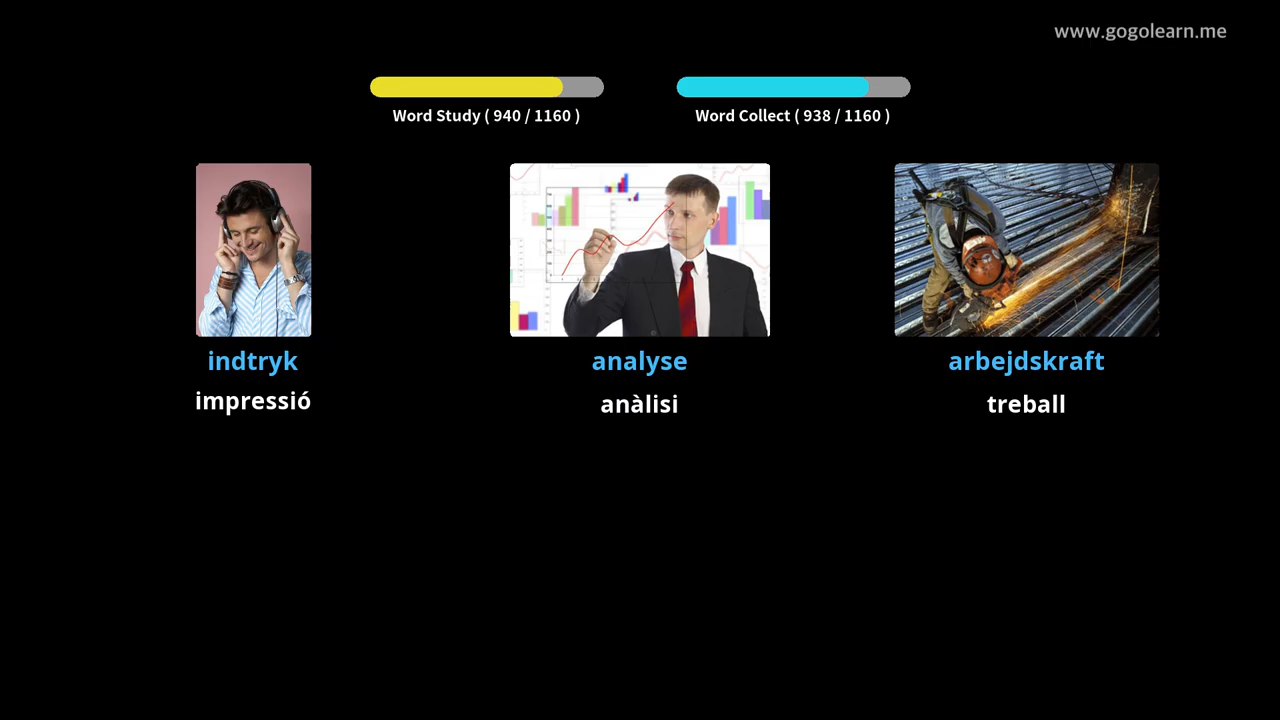 www.gogolearn.me
Word Study ( 940 / 1160 )
Word Collect ( 938 / 1160 )
indtryk
impressió
analyse
anàlisi
arbejdskraft
treball